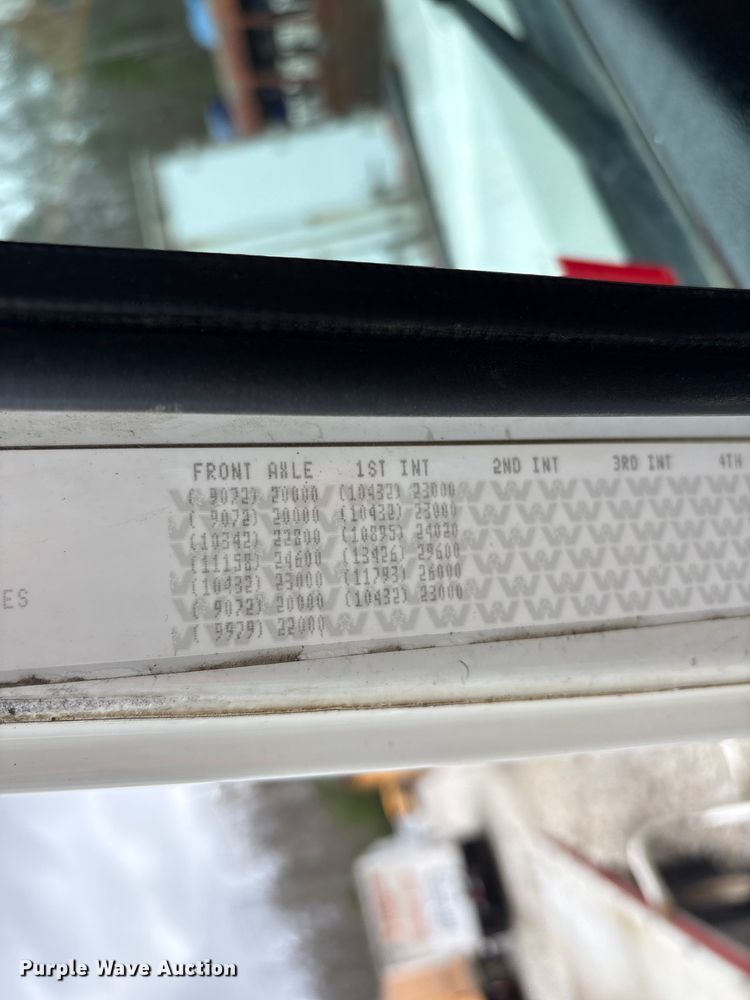 FRONT AXLE 1ST INT 2ND INT 3RD INT 4TH
( 9072) 20000 (10432) 23000
( 9072) 20000 (10432) 23000
(10342) 22800 (10895) 24020
(11158) 24600 (13426) 29600
(10432) 23000 (11793) 26000
ES ( 9072) 20000 (10432) 23000
( 9979) 22000
Purple Wave Auction